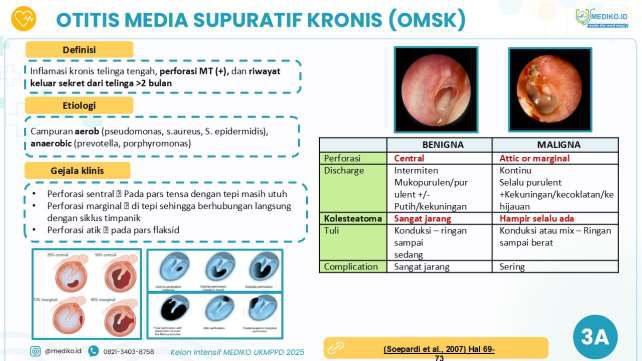 OTITIS MEDIA SUPURATIF KRONIS (OMSK)
MEDIKO.ID
Definisi
Inflamasi kronis telinga tengah, perforasi MT (+), dan riwayat
keluar sekret dari telinga >2 bulan
Etiologi
Campuran aerob (pseudomonas, s.aureus, S. epidermidis),
anaerobic (prevotella, porphyromonas)
Gejala klinis
• Perforasi sentral Pada pars tensa dengan tepi masih utuh
• Perforasi marginal di tepi sehingga berhubungan langsung
dengan siklus timpanik
• Perforasi atik pada pars flaksid
BENIGNA MALIGNA
Perforasi Central Attic or marginal
Discharge Intermiten Kontinu
Mukopurulen/pur Selalu purulent
ulent +/- +Kekuningan/kecoklatan/ke
Putih/kekuningan hijauan
Kolesteatoma Sangat jarang Hampir selalu ada
Tuli Konduksi – ringan Konduksi atau mix – Ringan
sampai sampai berat
sedang
Complication Sangat jarang Sering
@mediko.id
0821-3403-8758
Kelon Intensif MEDIKO UKMPPD 2025
(Soepardi et al., 2007) Hal 69-
73
3A